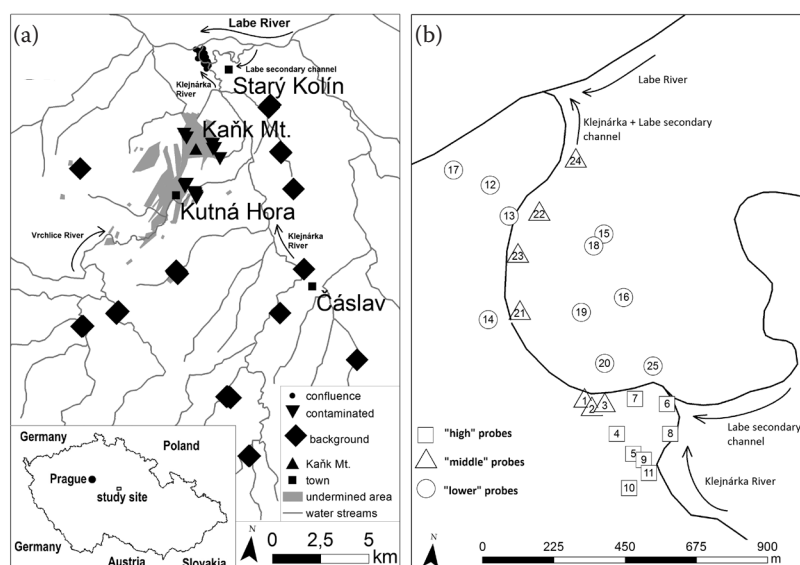 (a)
Labe River
Labe secondary channel
Klejnárka
River
Starý Kolín
Kaňk Mt.
Kutná Hora
Vrchlice River
Klejnárka
River
Čáslav
confluence
contaminated
background
Kaňk Mt.
town
undermined area
water streams
Germany
Poland
Prague
study site
Germany
Austria
Slovakia
N
0 2,5 5
km
(b)
Labe River
Klejnárka + Labe secondary
channel
24
17
12
13
22
15
18
23
16
14
21
19
20
25
1
2
3
7
6
4
8
5
9
11
10
Labe secondary
channel
Klejnárka River
"high" probes
"middle" probes
"lower" probes
N
0 225 450 675 900
m